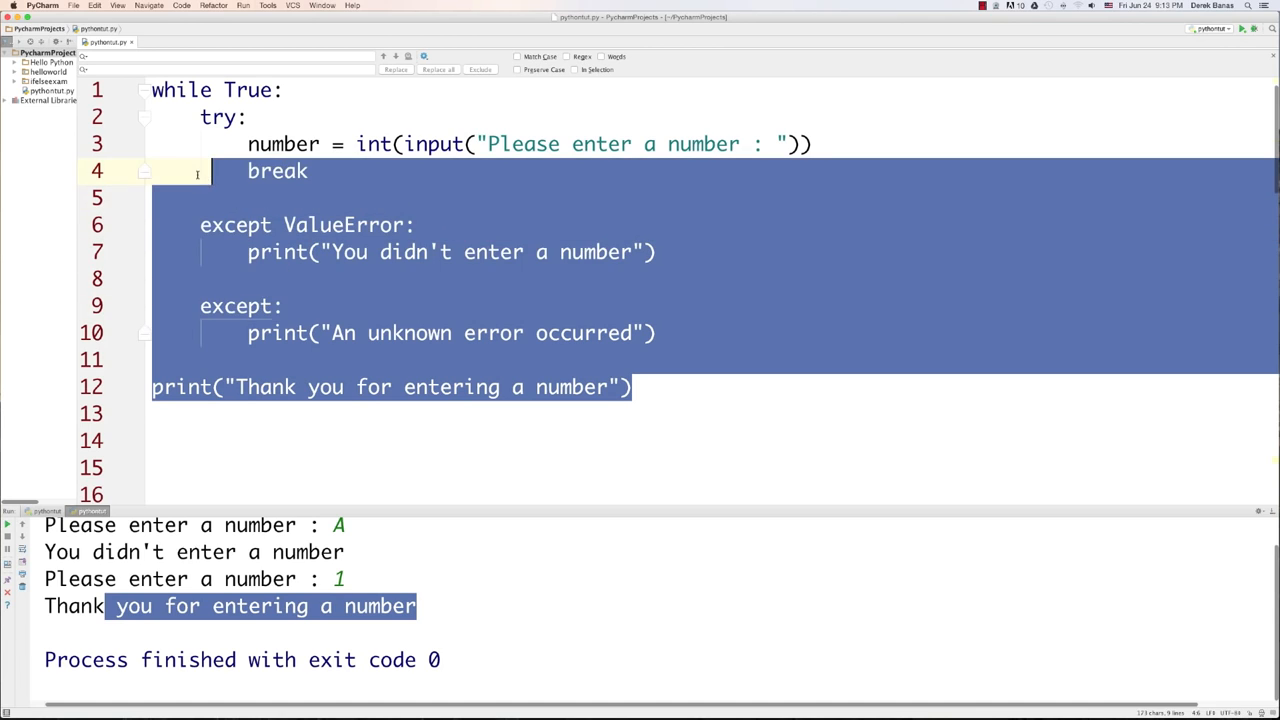 PyCharm File Edit View Navigate Code Refactor Run Tools VCS Window Help
10 Fri Jun 24 9:13 PM Derek Banas
pythontut.py - PycharmProjects - [~/PycharmProjects]
PycharmProjects pythontut.py
pythontut
pythontut.py ×
PycharmProject
Hello Python
helloworld
ifelseexam
pythontut.py
External Librarie
Match Case Regex Words
Replace Replace all Exclude Preserve Case In Selection
1 while True:
2 try:
3 number = int(input("Please enter a number : "))
4 break
5
6 except ValueError:
7 print("You didn't enter a number")
8
9 except:
10 print("An unknown error occurred")
11
12 print("Thank you for entering a number")
13
14
15
16
Run: pythontut pythontut
Please enter a number : A
You didn't enter a number
Please enter a number : 1
Thank you for entering a number
Process finished with exit code 0
173 chars, 9 lines 4:6 LF÷ UTF-8÷